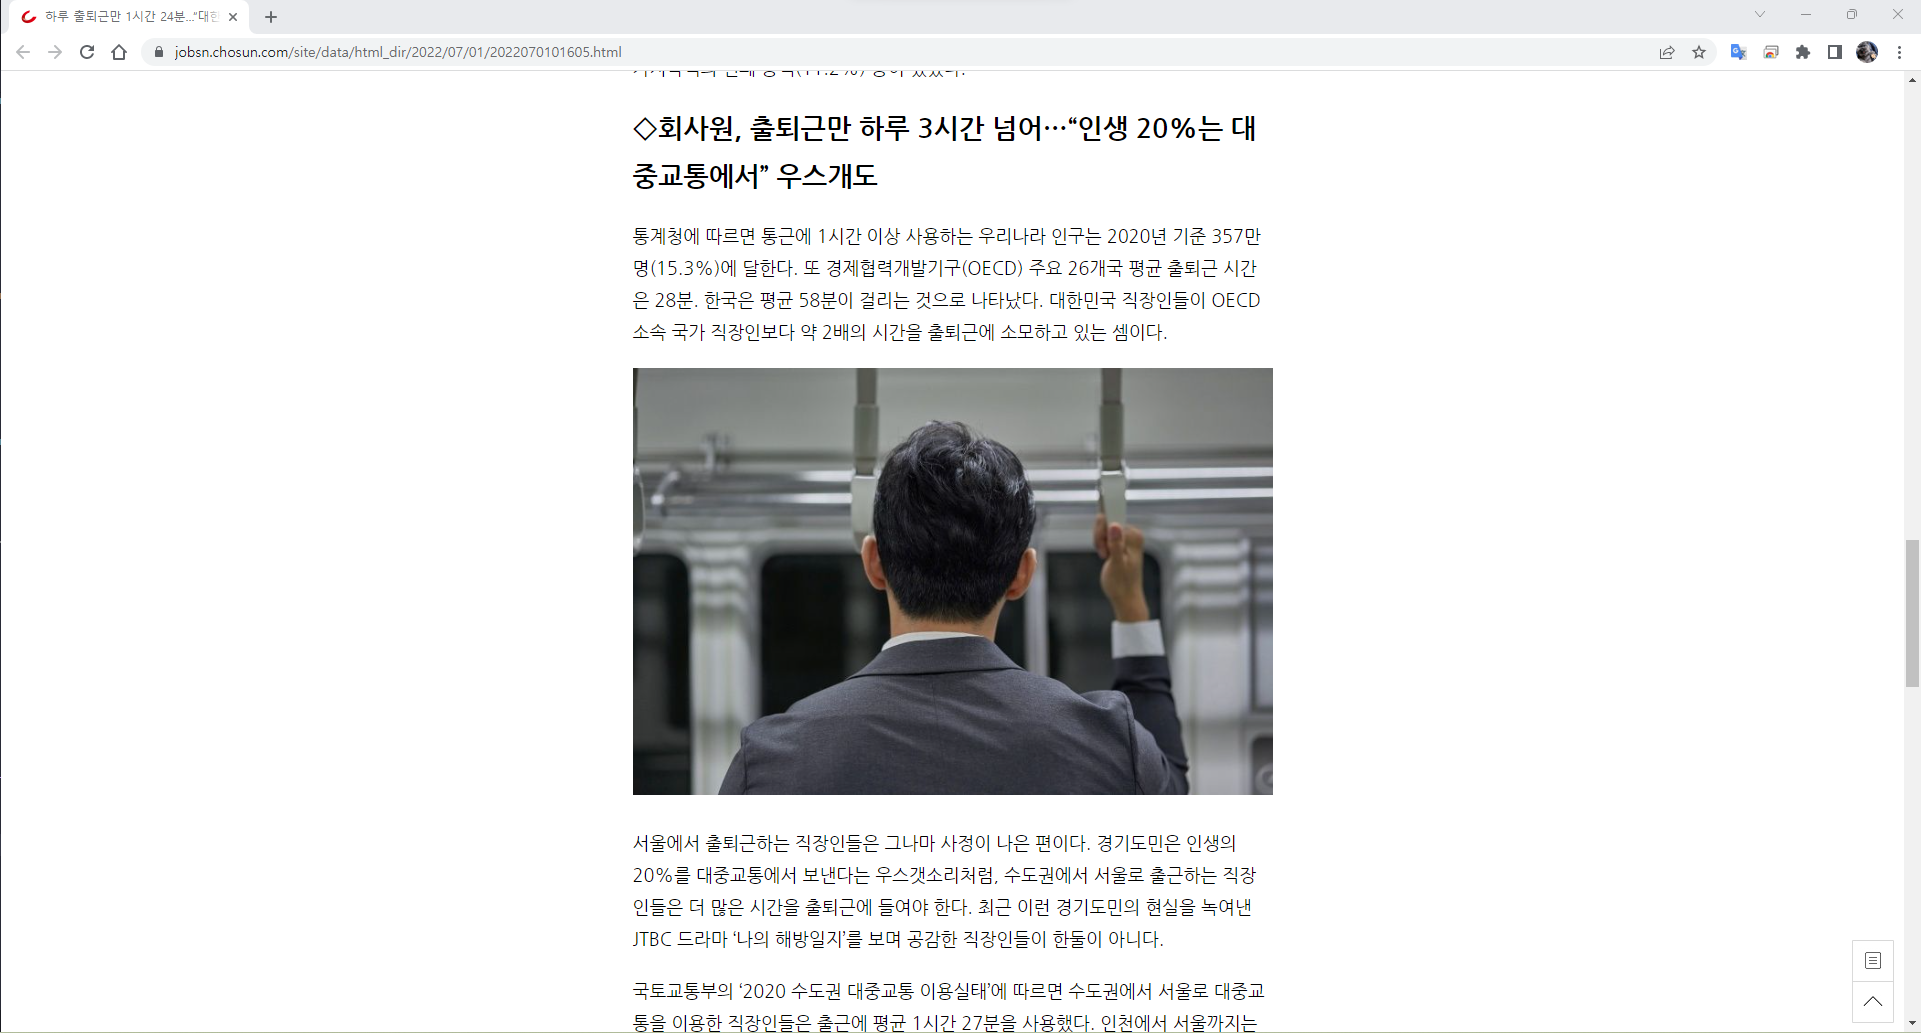 하루 출퇴근만 1시간 24분..."대한
jobsn.chosun.com/site/data/html_dir/2022/07/01/2022070101605.html
◇회사원, 출퇴근만 하루 3시간 넘어…“인생 20%는 대
중교통에서” 우스개도
통계청에 따르면 통근에 1시간 이상 사용하는 우리나라 인구는 2020년 기준 357만
명(15.3%)에 달한다. 또 경제협력개발기구(OECD) 주요 26개국 평균 출퇴근 시간
은 28분. 한국은 평균 58분이 걸리는 것으로 나타났다. 대한민국 직장인들이 OECD
소속 국가 직장인보다 약 2배의 시간을 출퇴근에 소모하고 있는 셈이다.
서울에서 출퇴근하는 직장인들은 그나마 사정이 나은 편이다. 경기도민은 인생의
20%를 대중교통에서 보낸다는 우스갯소리처럼, 수도권에서 서울로 출근하는 직장
인들은 더 많은 시간을 출퇴근에 들여야 한다. 최근 이런 경기도민의 현실을 녹여낸
JTBC 드라마 ‘나의 해방일지’를 보며 공감한 직장인들이 한둘이 아니다.
국토교통부의 ‘2020 수도권 대중교통 이용실태’에 따르면 수도권에서 서울로 대중교
통을 이용한 직장인들은 출근에 평균 1시간 27분을 사용했다. 인천에서 서울까지는